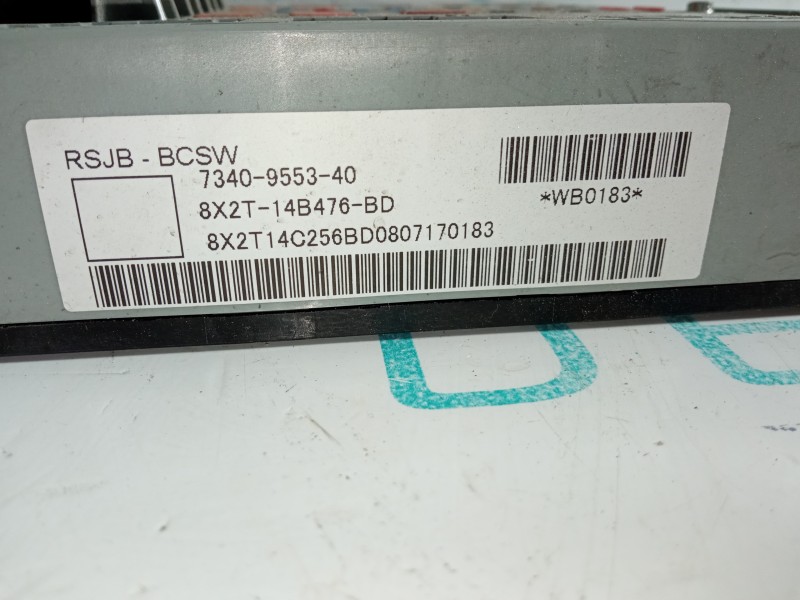 RSJB - BCSW
7340-9553-40
8X2T-14B476-BD
*WB0183*
8X2T14C256BD0807170183